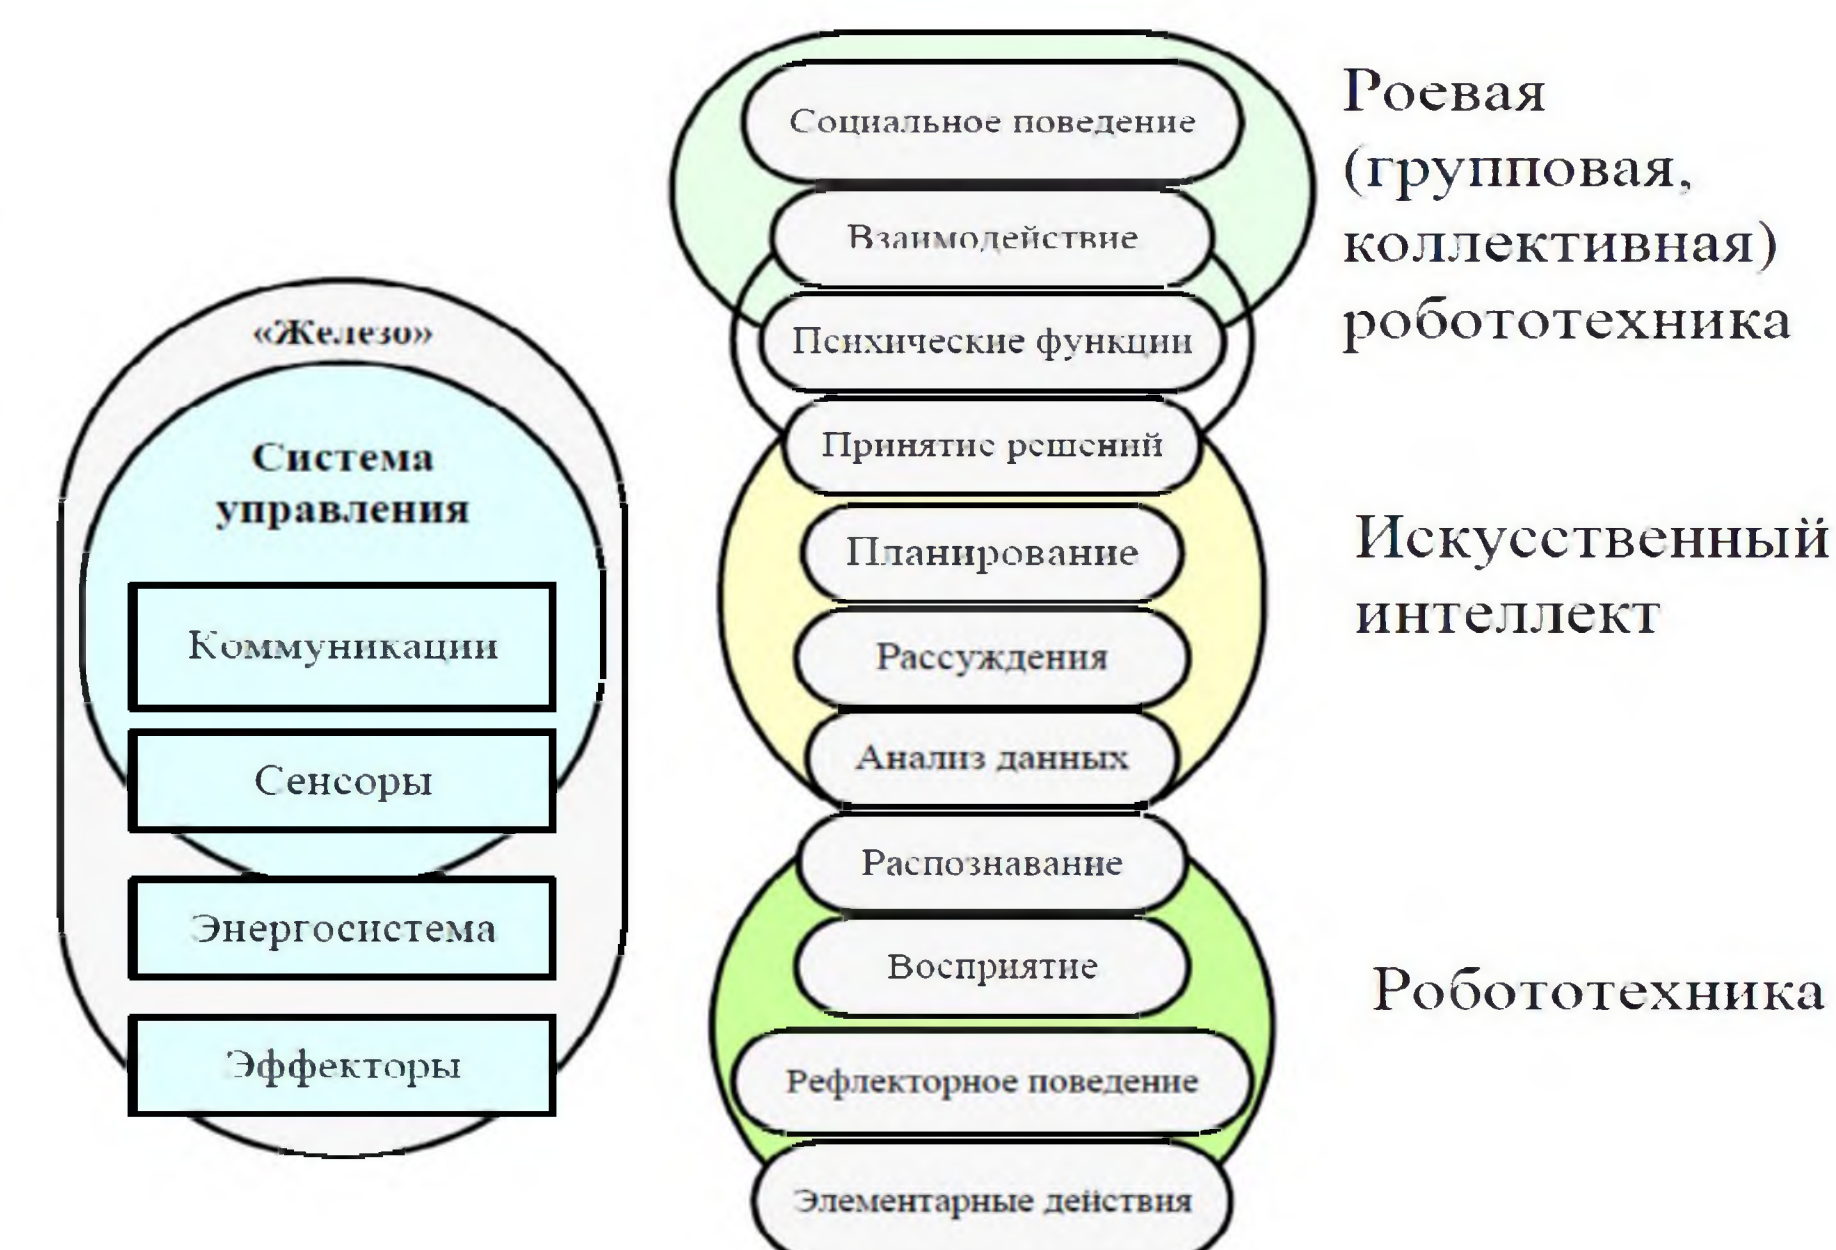 «Железо»
Система
управления
Коммуникации
Сенсоры
Энергосистема
Эффекторы
Социальное поведение
Взаимодействие
Психические функции
Принятие решений
Планирование
Рассуждения
Анализ данных
Распознавание
Восприятие
Рефлекторное поведение
Элементарные действия
Роевая
(групповая,
коллективная)
робототехника
Искусственный
интеллект
Робототехника